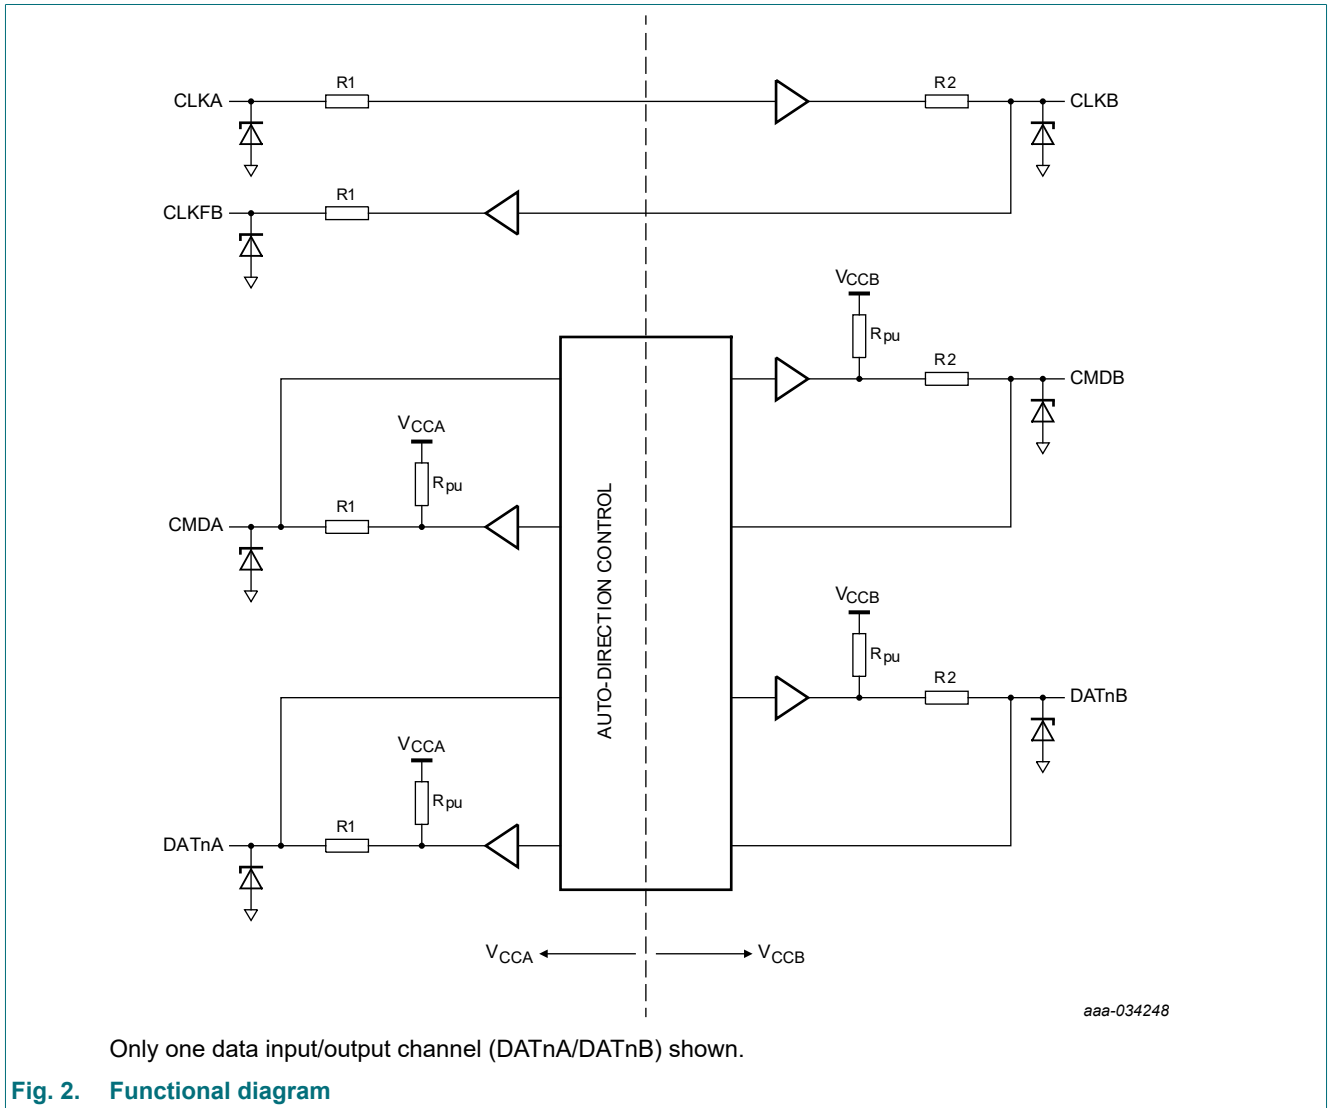 R1
R2
CLKA
CLKB
R1
CLKFB
VCCB
Rpu
R2
CMDB
VCCA
Rpu
R1
CMDA
AUTO-DIRECTION CONTROL
VCCB
Rpu
R2
DATnB
VCCA
Rpu
R1
DATnA
VCCA
VCCB
aaa-034248
Only one data input/output channel (DATnA/DATnB) shown.
Fig. 2. Functional diagram